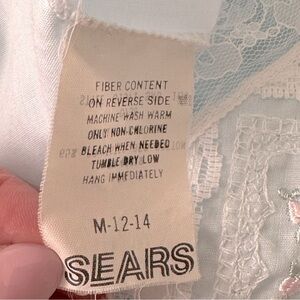 FIBER CONTENT
ON REVERSE SIDE
MACHINE WASH WARM
ONLY NON-CHLORINE
BLEACH WHEN NEEDED
TUMBLE DRY LOW
HANG IMMEDIATELY
M-12-14
SEARS